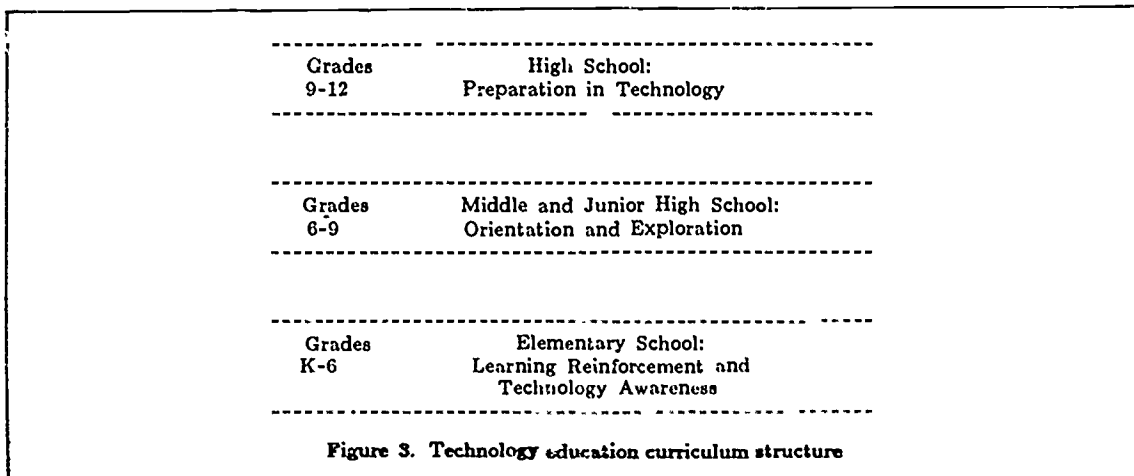 Grades High School:
9-12 Preparation in Technology
Grades Middle and Junior High School:
6-9 Orientation and Exploration
Grades Elementary School:
K-6 Learning Reinforcement and
Technology Awareness
Figure 3. Technology education curriculum structure